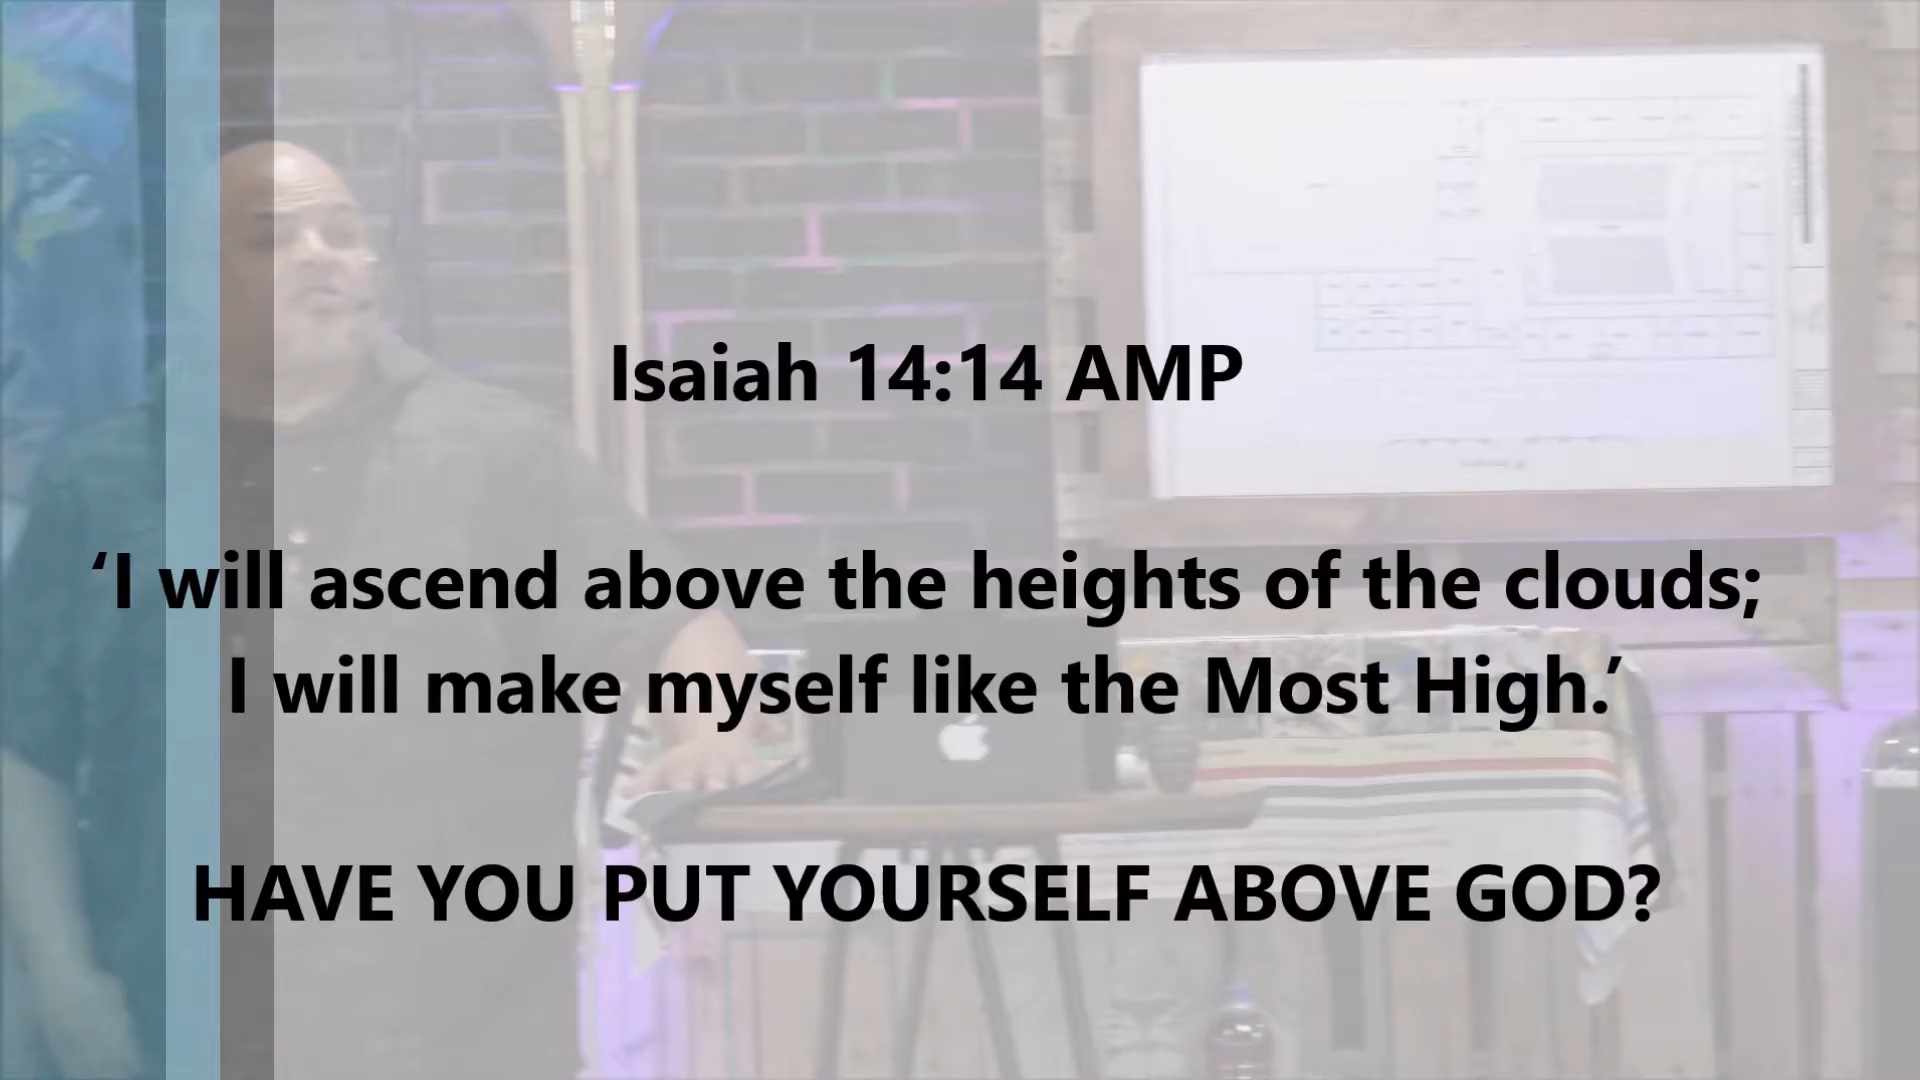 Isaiah 14:14 AMP
‘I will ascend above the heights of the clouds;
I will make myself like the Most High.’
HAVE YOU PUT YOURSELF ABOVE GOD?